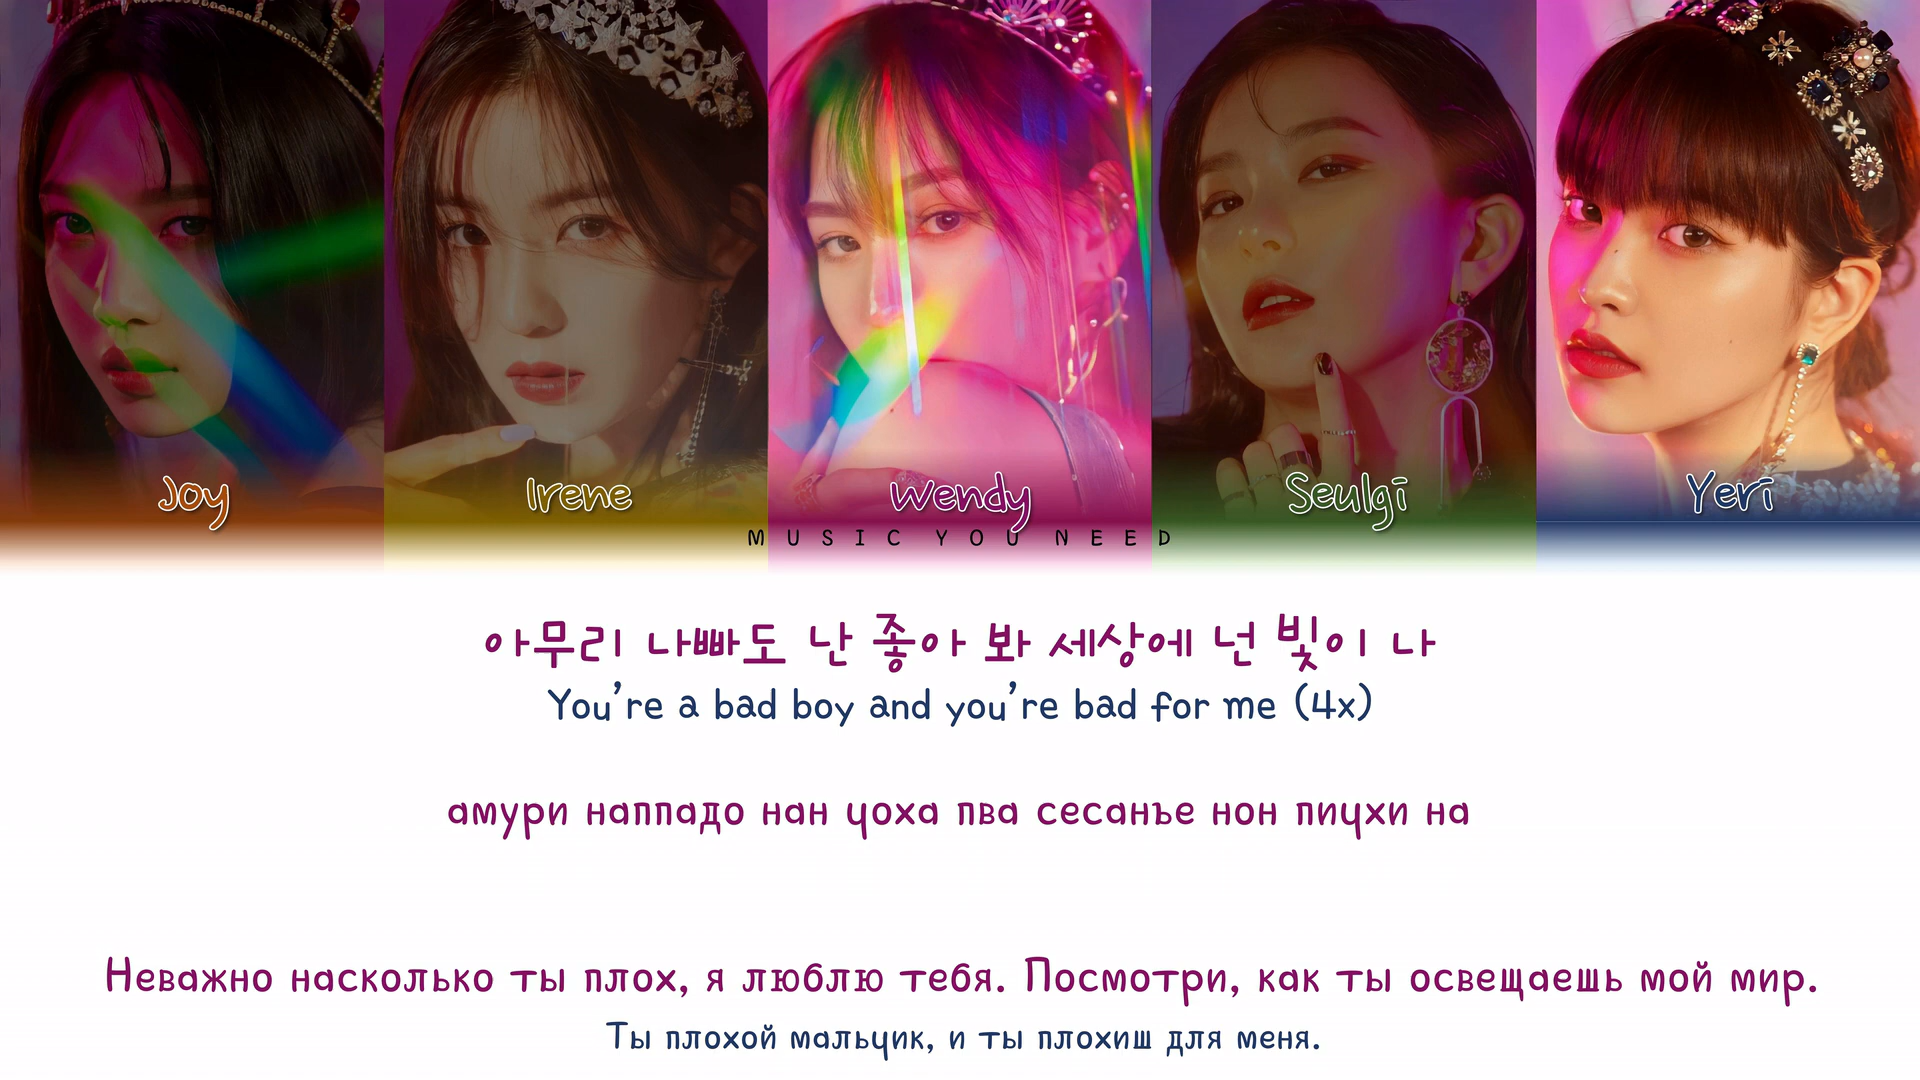 Joy
Irene
Wendy
Seulgi
Yeri
MUSIC YOU NEED
아무리 나빠도 난 좋아 봐 세상에 넌 빛이 나
You're a bad boy and you're bad for me (4x)
амури наппадо нан чоха пва сесанъе нон пичхи на
Неважно насколько ты плох, я люблю тебя. Посмотри, как ты освещаешь мой мир.
Ты плохой мальчик, и ты плохиш для меня.